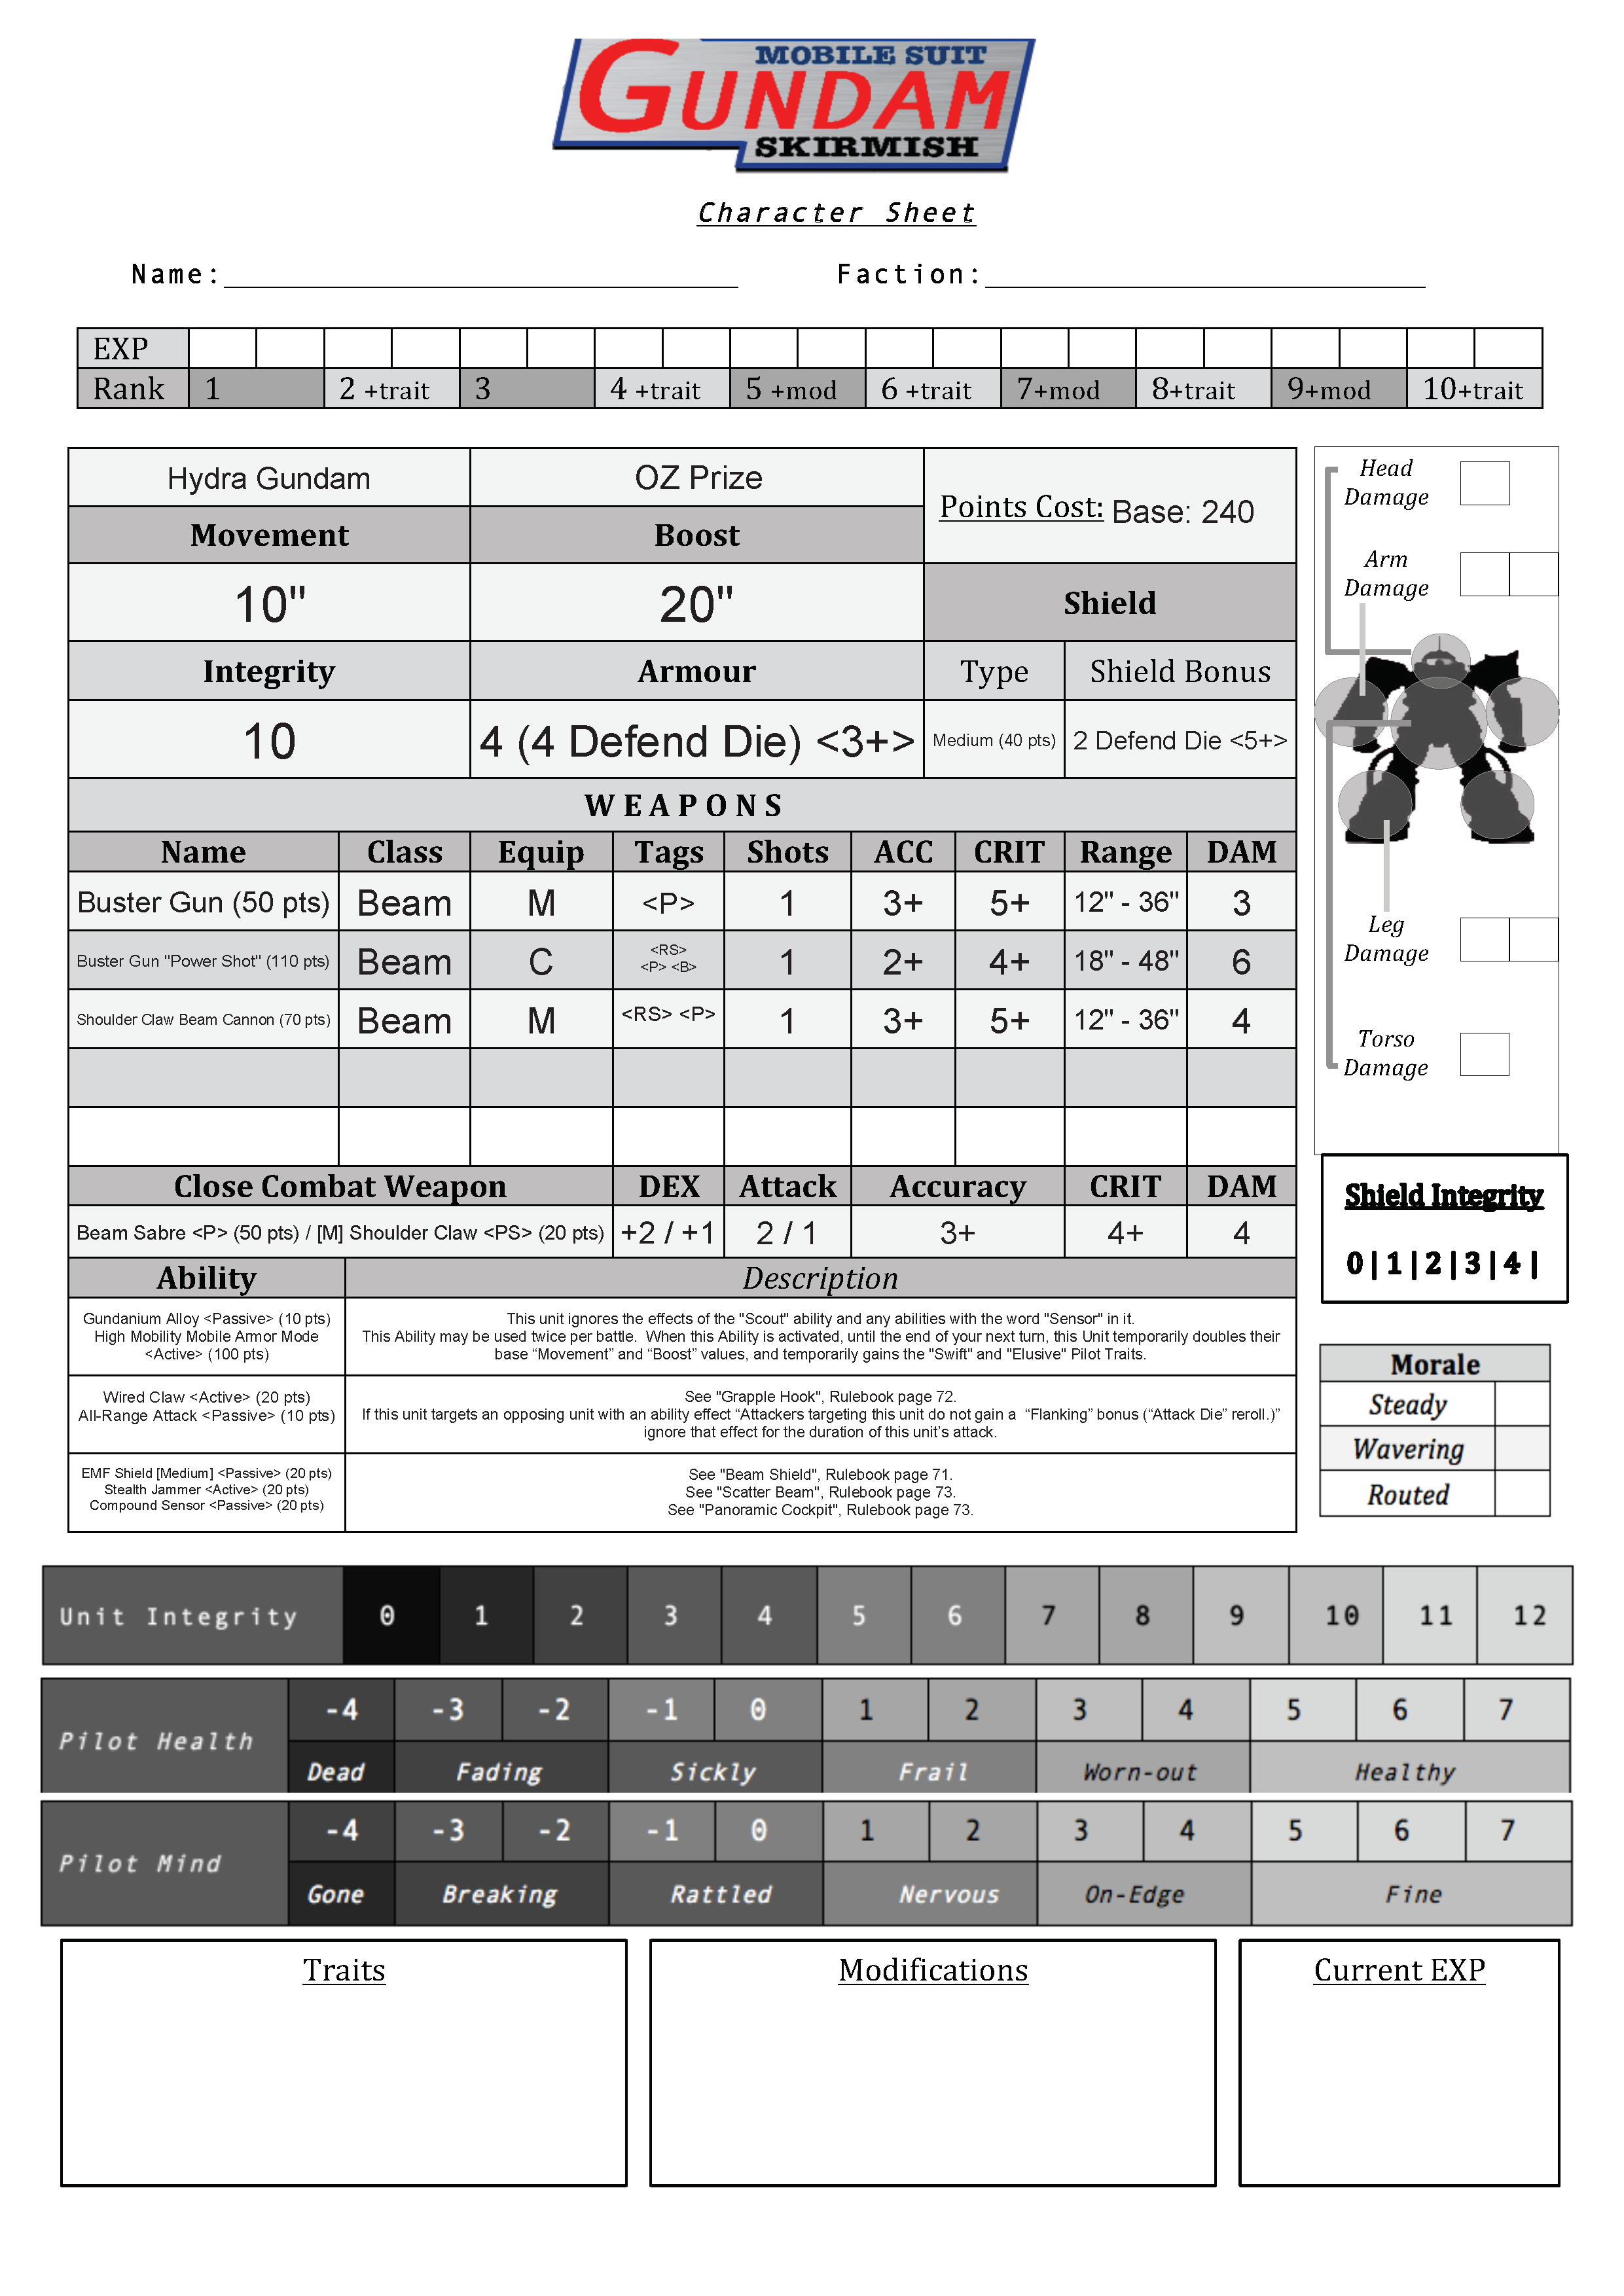 MOBILE SUIT
GUNDAM
SKIRMISH
Character Sheet
Name: Faction:
EXP
Rank 1 2 +trait 3 4 +trait 5 +mod 6 +trait 7+mod 8+trait 9+mod 10+trait
Hydra Gundam OZ Prize Points Cost: Base: 240
Movement Boost
10" 20" Shield
Integrity Armour Type Shield Bonus
10 4 (4 Defend Die) <3+> Medium (40 pts) 2 Defend Die <5+>
WEAPONS
Name Class Equip Tags Shots ACC CRIT Range DAM
Buster Gun (50 pts) Beam M <P> 1 3+ 5+ 12" - 36" 3
Buster Gun "Power Shot" (110 pts) Beam C <RS> <P> <B> 1 2+ 4+ 18" - 48" 6
Shoulder Claw Beam Cannon (70 pts) Beam M <RS> <P> 1 3+ 5+ 12" - 36" 4
Close Combat Weapon DEX Attack Accuracy CRIT DAM
Beam Sabre <P> (50 pts) / [M] Shoulder Claw <PS> (20 pts) +2 / +1 2 / 1 3+ 4+ 4
Ability Description
Gundanium Alloy <Passive> (10 pts)
High Mobility Mobile Armor Mode
<Active> (100 pts)
This unit ignores the effects of the "Scout" ability and any abilities with the word "Sensor" in it.
This Ability may be used twice per battle. When this Ability is activated, until the end of your next turn, this Unit temporarily doubles their
base “Movement” and “Boost” values, and temporarily gains the "Swift" and "Elusive" Pilot Traits.
Wired Claw <Active> (20 pts)
All-Range Attack <Passive> (10 pts)
See "Grapple Hook", Rulebook page 72.
If this unit targets an opposing unit with an ability effect “Attackers targeting this unit do not gain a “Flanking” bonus (“Attack Die” reroll.)”
ignore that effect for the duration of this unit’s attack.
EMF Shield [Medium] <Passive> (20 pts)
Stealth Jammer <Active> (20 pts)
Compound Sensor <Passive> (20 pts)
See "Beam Shield", Rulebook page 71.
See "Scatter Beam", Rulebook page 73.
See "Panoramic Cockpit", Rulebook page 73.
Head
Damage
Arm
Damage
Leg
Damage
Torso
Damage
Shield Integrity
0 | 1 | 2 | 3 | 4 |
Morale
Steady
Wavering
Routed
Unit Integrity 0 1 2 3 4 5 6 7 8 9 10 11 12
Pilot Health -4 -3 -2 -1 0 1 2 3 4 5 6 7
Dead Fading Sickly Frail Worn-out Healthy
Pilot Mind -4 -3 -2 -1 0 1 2 3 4 5 6 7
Gone Breaking Rattled Nervous On-Edge Fine
Traits Modifications Current EXP